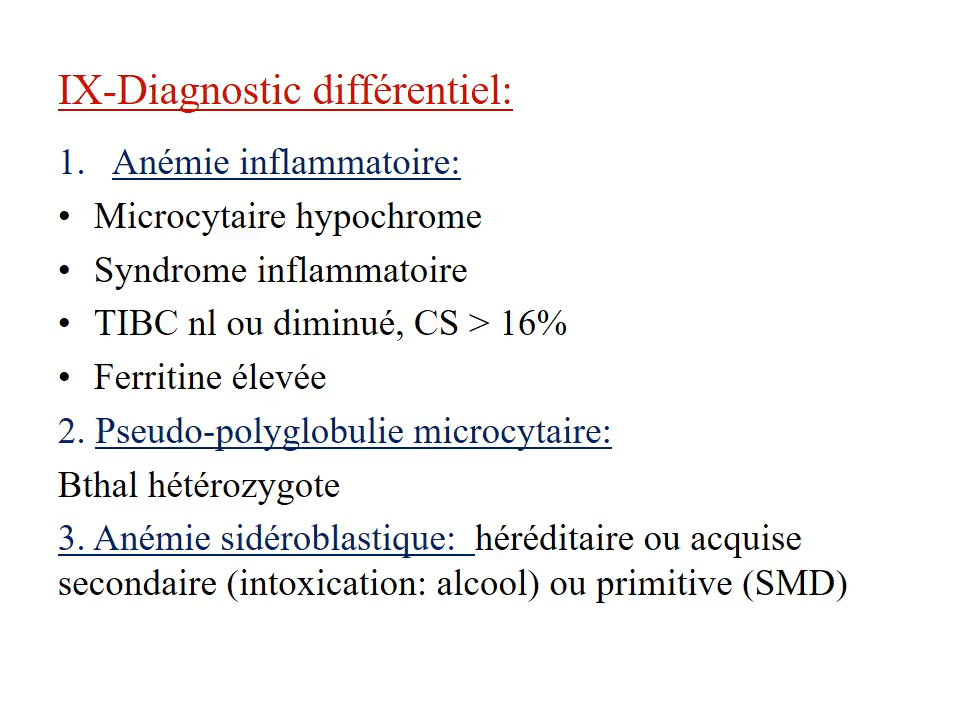 IX-Diagnostic différentiel:
1. Anémie inflammatoire:
• Microcytaire hypochrome
• Syndrome inflammatoire
• TIBC nl ou diminué, CS > 16%
• Ferritine élevée
2. Pseudo-polyglobulie microcytaire:
Bthal hétérozygote
3. Anémie sidéroblastique: héréditaire ou acquise
secondaire (intoxication: alcool) ou primitive (SMD)